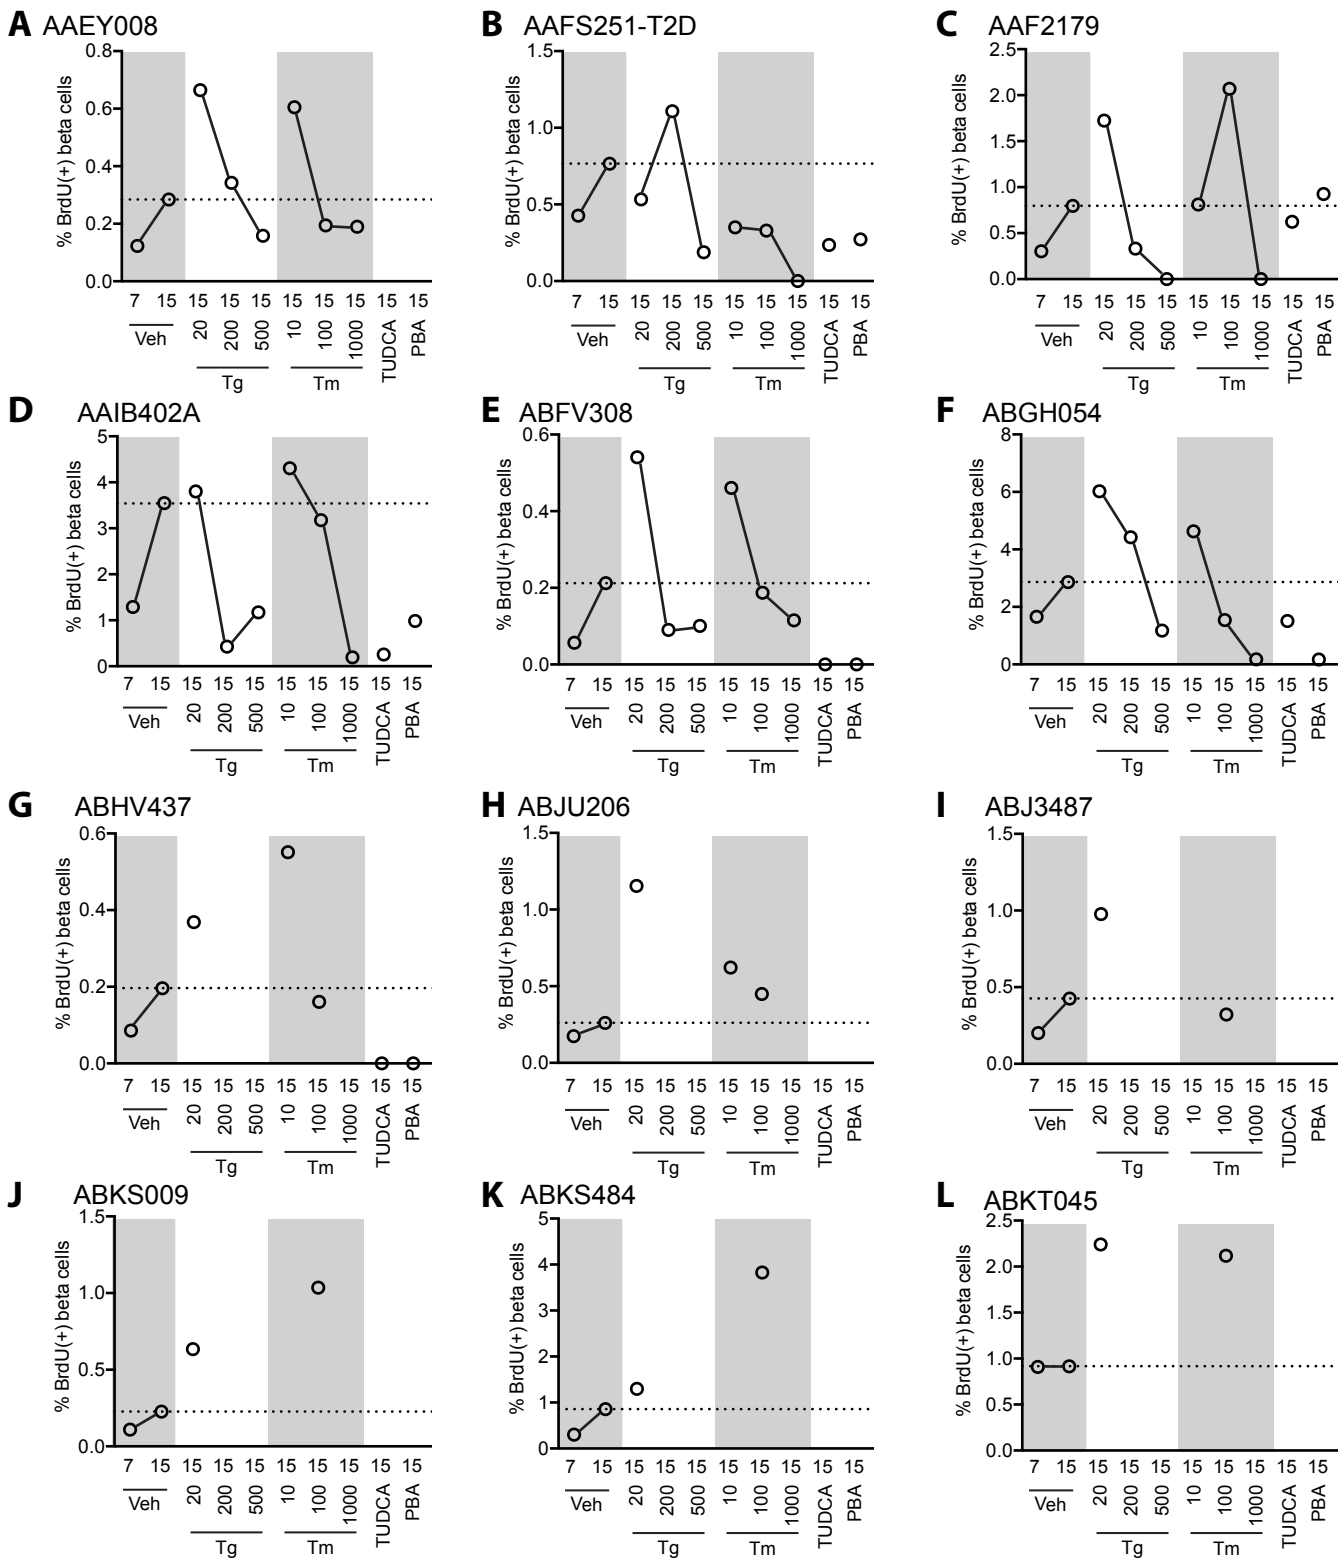 A AAEY008
% BrdU(+) beta cells
0.8
0.6
0.4
0.2
0.0
7 15 15 15 15 15 15 15 15 15
Veh 20 200 500 10 100 1000 TUDCA PBA
Tg Tm
B AAFS251-T2D
% BrdU(+) beta cells
1.5
1.0
0.5
0.0
7 15 15 15 15 15 15 15 15 15
Veh 20 200 500 10 100 1000 TUDCA PBA
Tg Tm
C AAF2179
% BrdU(+) beta cells
2.5
2.0
1.5
1.0
0.5
0.0
7 15 15 15 15 15 15 15 15 15
Veh 20 200 500 10 100 1000 TUDCA PBA
Tg Tm
D AAIB402A
% BrdU(+) beta cells
5
4
3
2
1
0
7 15 15 15 15 15 15 15 15 15
Veh 20 200 500 10 100 1000 TUDCA PBA
Tg Tm
E ABFV308
% BrdU(+) beta cells
0.6
0.4
0.2
0.0
7 15 15 15 15 15 15 15 15 15
Veh 20 200 500 10 100 1000 TUDCA PBA
Tg Tm
F ABGH054
% BrdU(+) beta cells
8
6
4
2
0
7 15 15 15 15 15 15 15 15 15
Veh 20 200 500 10 100 1000 TUDCA PBA
Tg Tm
G ABHV437
% BrdU(+) beta cells
0.6
0.4
0.2
0.0
7 15 15 15 15 15 15 15 15 15
Veh 20 200 500 10 100 1000 TUDCA PBA
Tg Tm
H ABJU206
% BrdU(+) beta cells
1.5
1.0
0.5
0.0
7 15 15 15 15 15 15 15 15 15
Veh 20 200 500 10 100 1000 TUDCA PBA
Tg Tm
I ABJ3487
% BrdU(+) beta cells
1.5
1.0
0.5
0.0
7 15 15 15 15 15 15 15 15 15
Veh 20 200 500 10 100 1000 TUDCA PBA
Tg Tm
J ABKS009
% BrdU(+) beta cells
1.5
1.0
0.5
0.0
7 15 15 15 15 15 15 15 15 15
Veh 20 200 500 10 100 1000 TUDCA PBA
Tg Tm
K ABKS484
% BrdU(+) beta cells
5
4
3
2
1
0
7 15 15 15 15 15 15 15 15 15
Veh 20 200 500 10 100 1000 TUDCA PBA
Tg Tm
L ABKT045
% BrdU(+) beta cells
2.5
2.0
1.5
1.0
0.5
0.0
7 15 15 15 15 15 15 15 15 15
Veh 20 200 500 10 100 1000 TUDCA PBA
Tg Tm